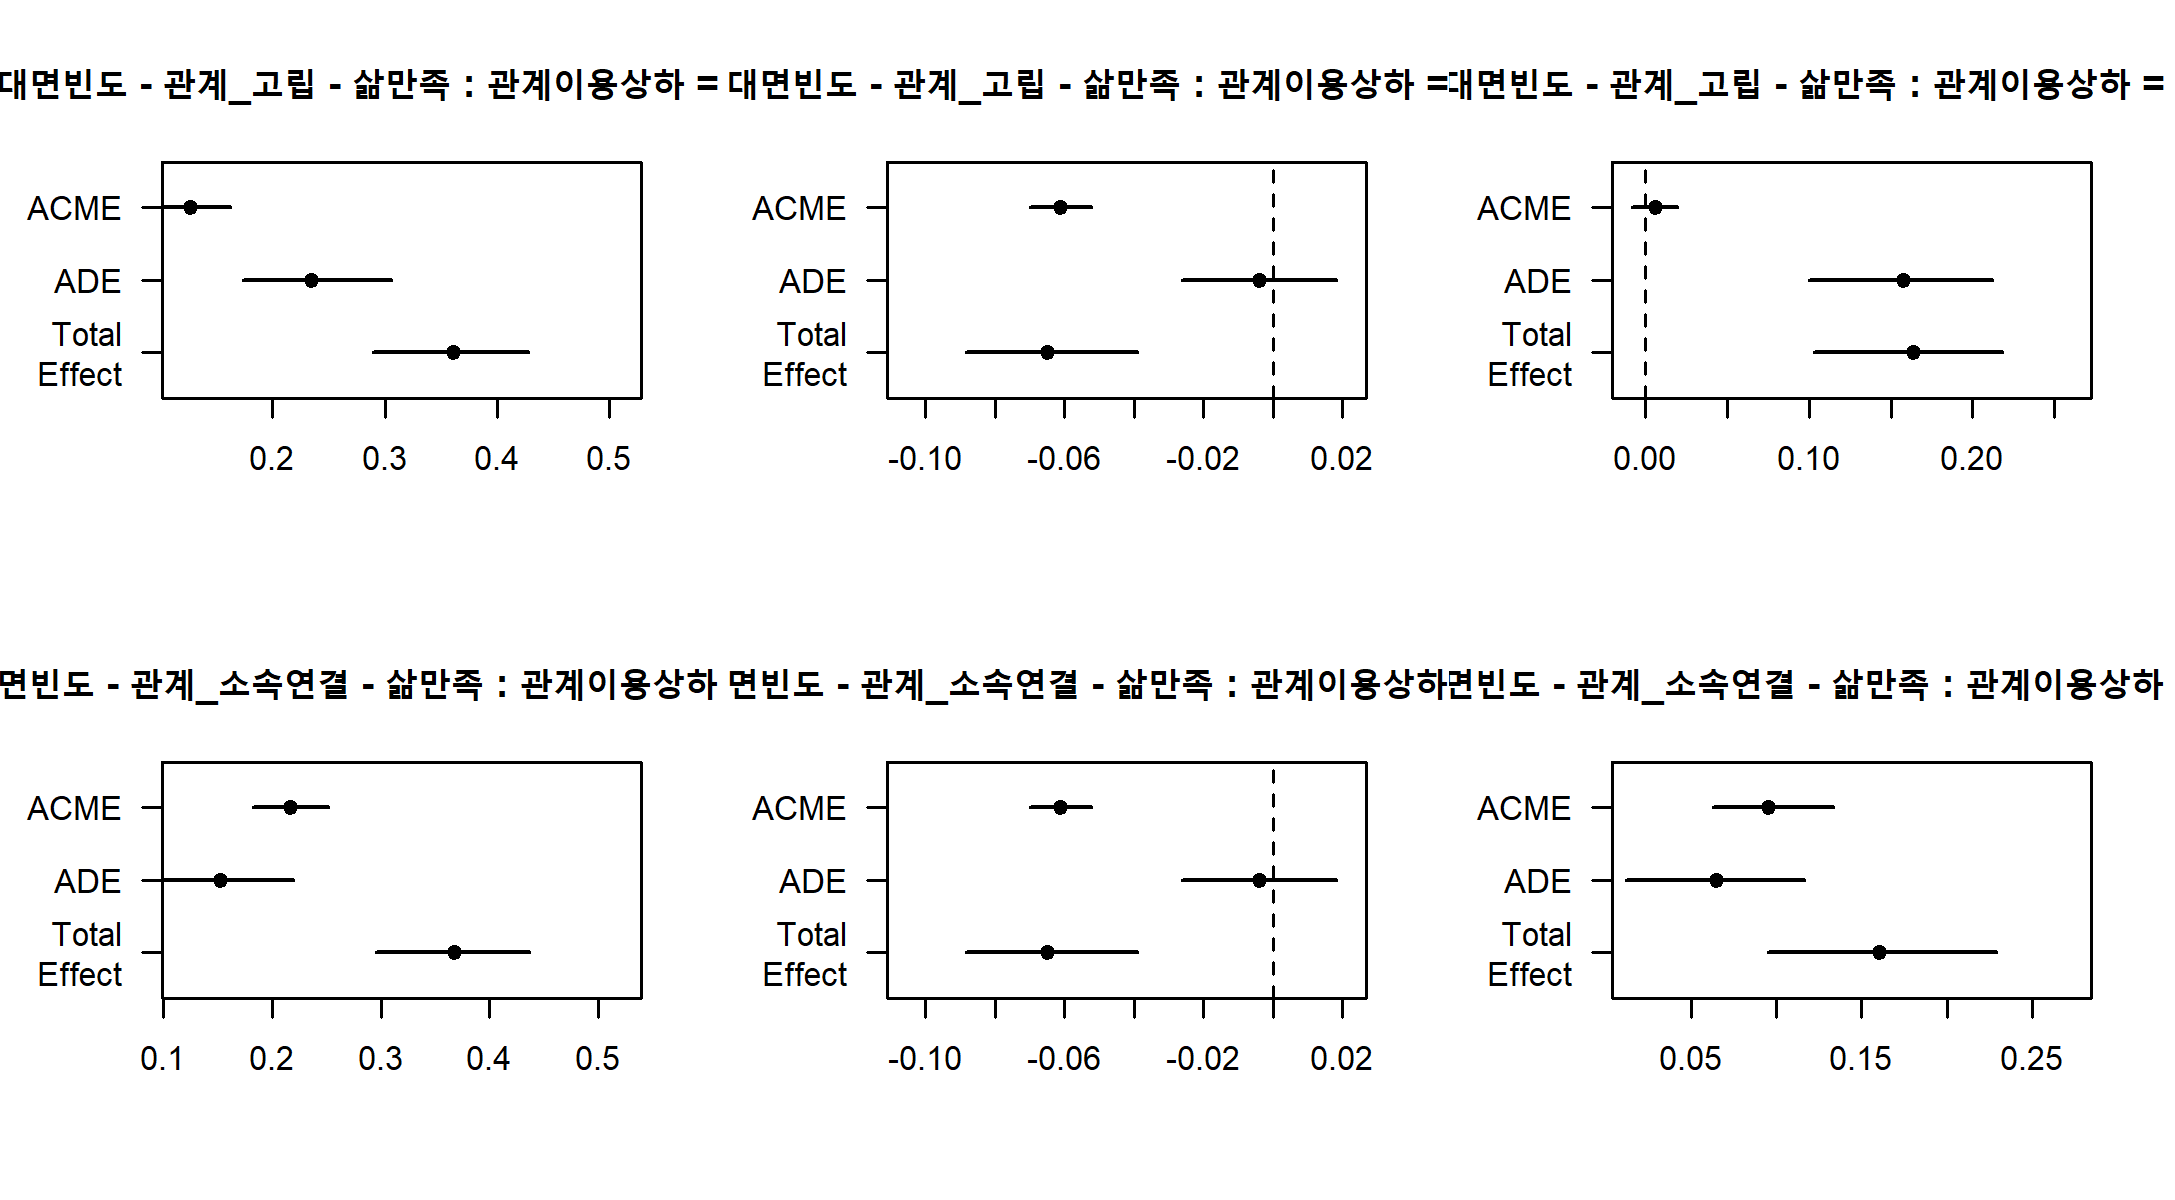 대면빈도 - 관계_고립 - 삶만족 : 관계이용상하 =
대면빈도 - 관계_고립 - 삶만족 : 관계이용상하 =
대면빈도 - 관계_고립 - 삶만족 : 관계이용상하 =
ACME
ADE
Total
Effect
0.2 0.3 0.4 0.5
ACME
ADE
Total
Effect
-0.10 -0.06 -0.02 0.02
ACME
ADE
Total
Effect
0.00 0.10 0.20
면빈도 - 관계_소속연결 - 삶만족 : 관계이용상하
면빈도 - 관계_소속연결 - 삶만족 : 관계이용상하
면빈도 - 관계_소속연결 - 삶만족 : 관계이용상하
ACME
ADE
Total
Effect
0.1 0.2 0.3 0.4 0.5
ACME
ADE
Total
Effect
-0.10 -0.06 -0.02 0.02
ACME
ADE
Total
Effect
0.05 0.15 0.25